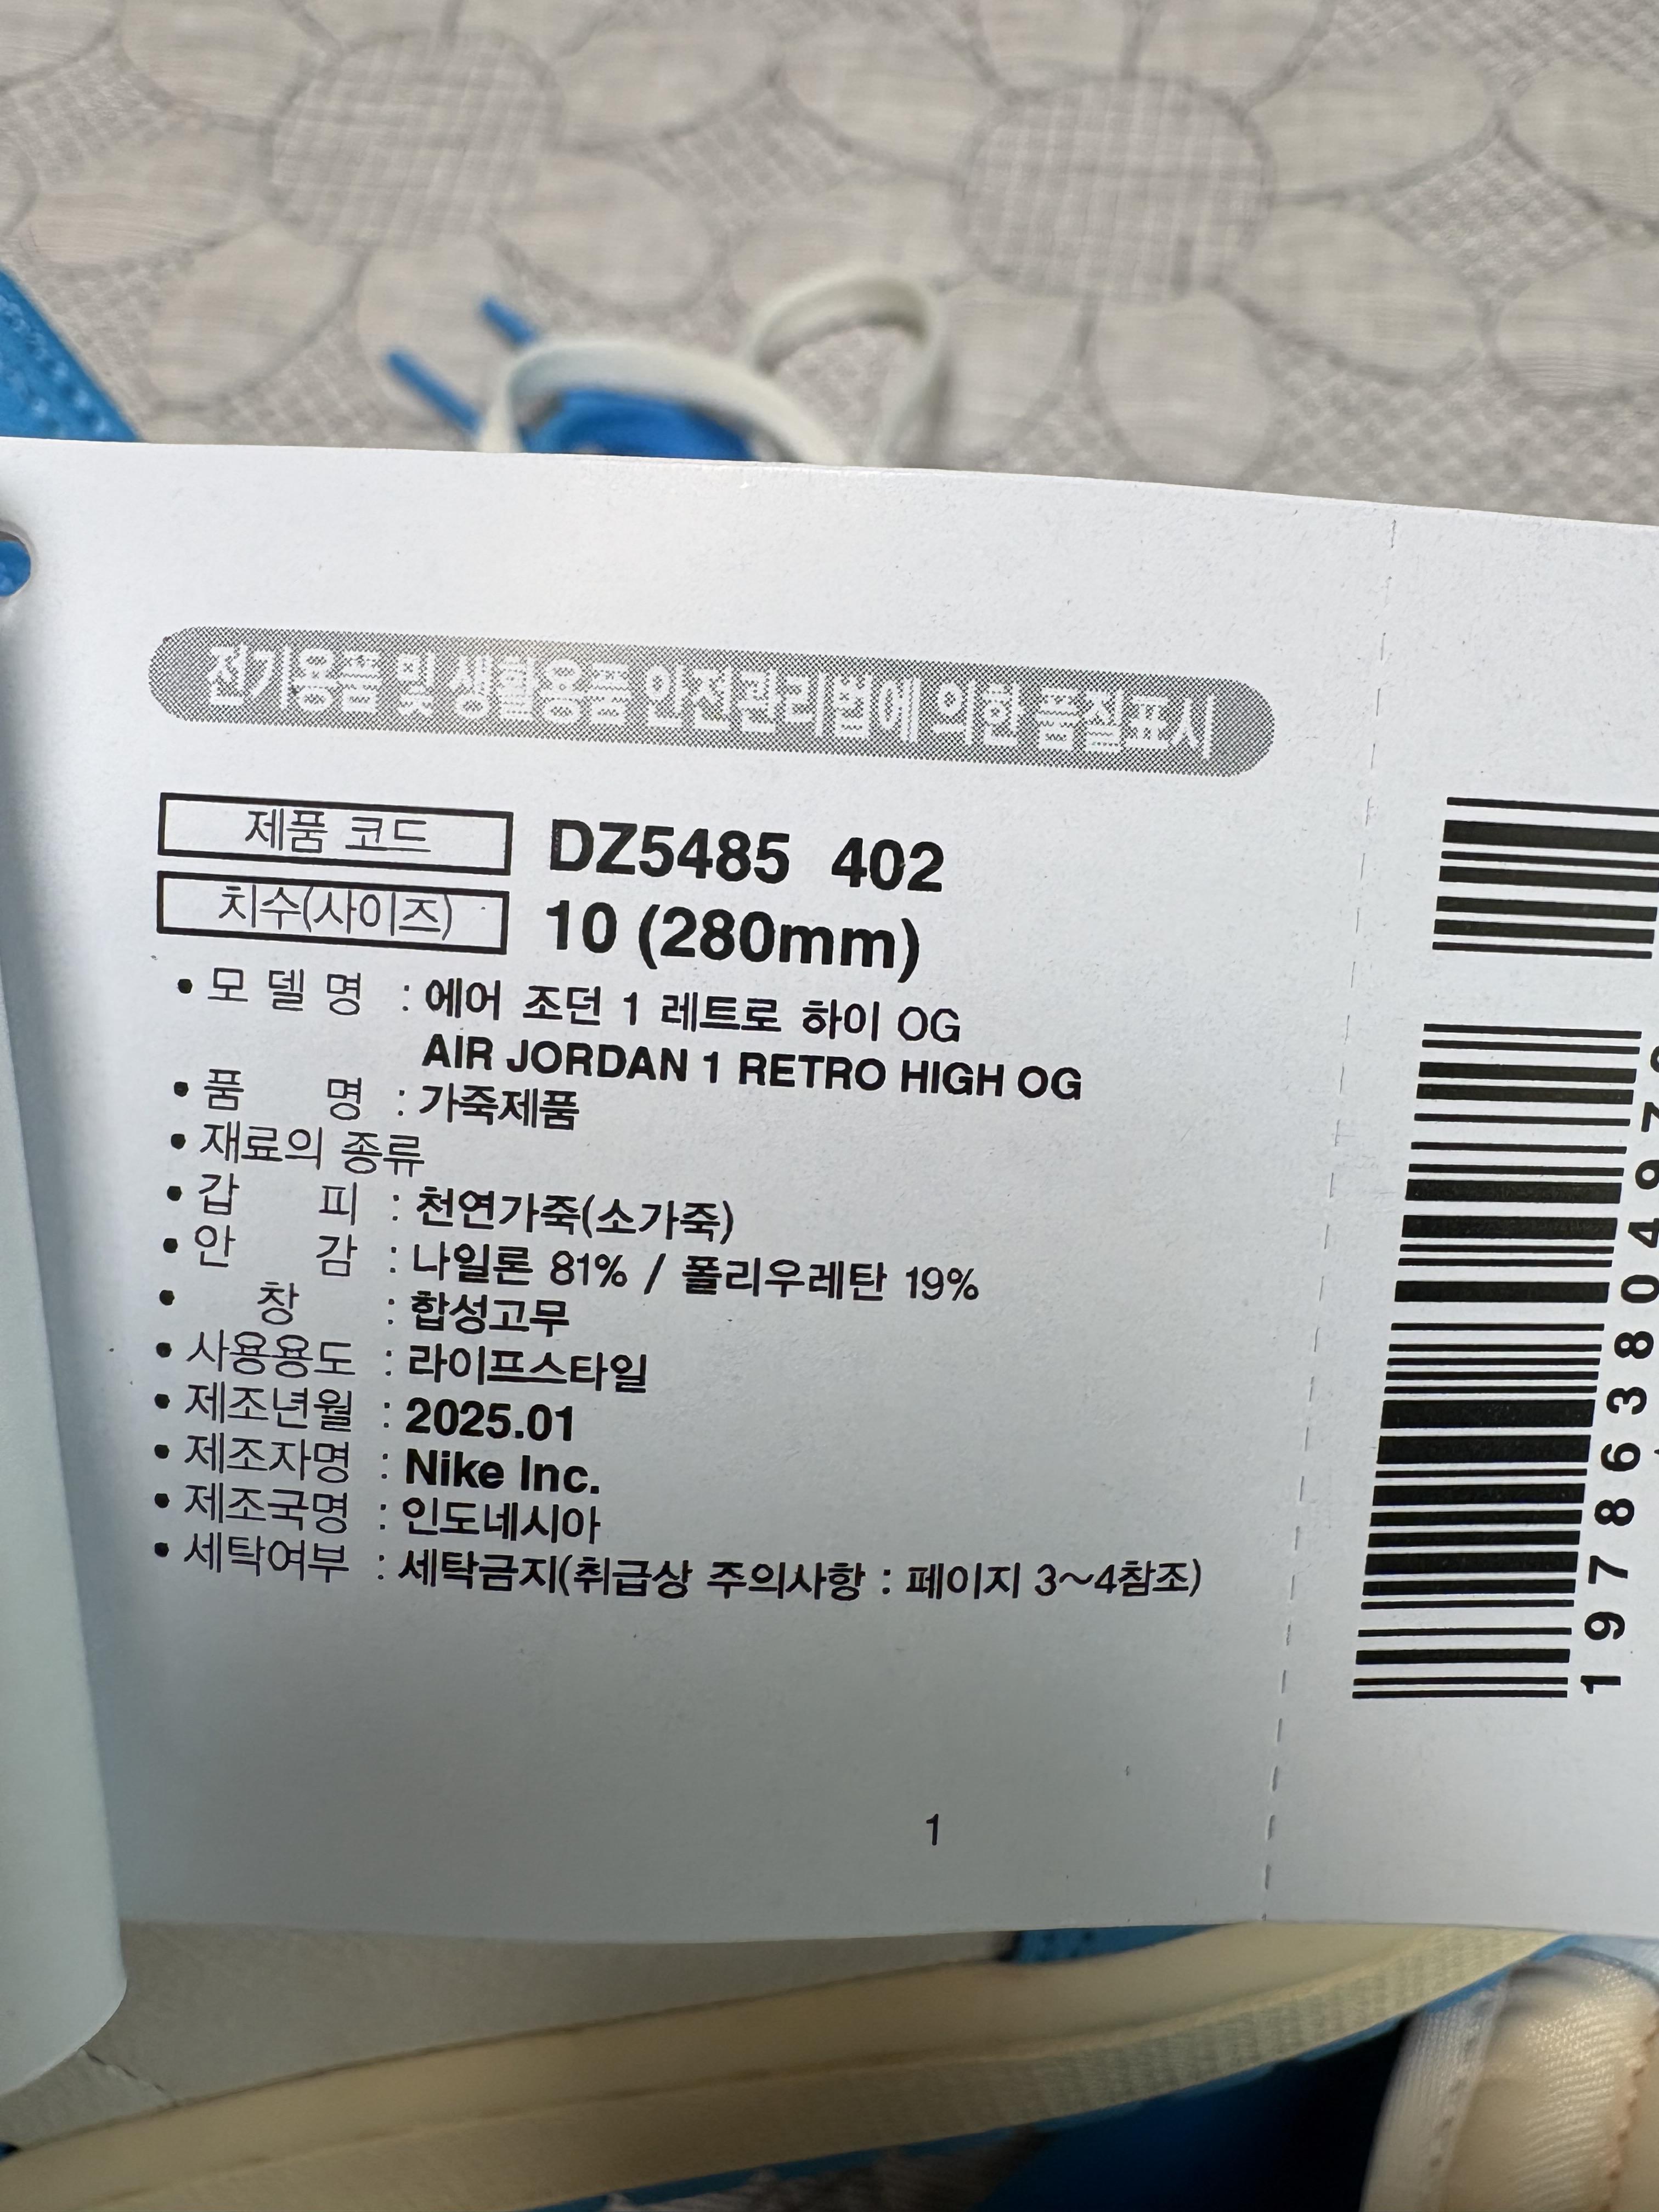 전기용품 및 생활용품 안전관리법에 의한 품질표시
제품 코드 DZ5485 402
치수(사이즈) 10 (280mm)
• 모 델 명 : 에어 조던 1 레트로 하이 OG
AIR JORDAN 1 RETRO HIGH OG
• 품 명 : 가죽제품
• 재료의 종류
• 갑 피 : 천연가죽(소가죽)
• 안 감 : 나일론 81% / 폴리우레탄 19%
• 창 : 합성고무
• 사용용도 : 라이프스타일
• 제조년월 : 2025.01
• 제조자명 : Nike Inc.
• 제조국명 : 인도네시아
• 세탁여부 : 세탁금지(취급상 주의사항 : 페이지 3~4참조)
1